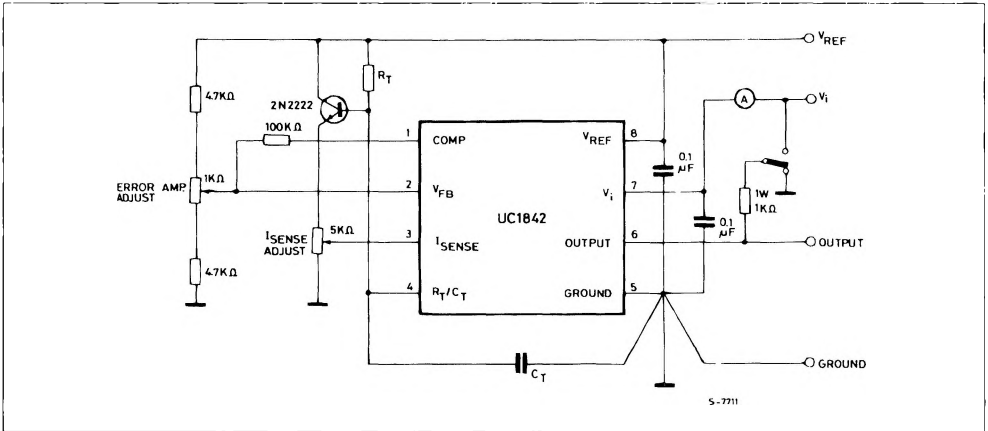 V_REF
R_T
A
V_i
4.7KΩ
2N2222
100KΩ
1
COMP
V_REF
8
0.1
µF
ERROR AMP.
ADJUST
1KΩ
2
V_FB
V_i
7
1W
1KΩ
UC1842
I_SENSE
ADJUST
5KΩ
3
I_SENSE
OUTPUT
6
0.1
µF
OUTPUT
4.7KΩ
4
R_T/C_T
GROUND
5
C_T
GROUND
S-7711